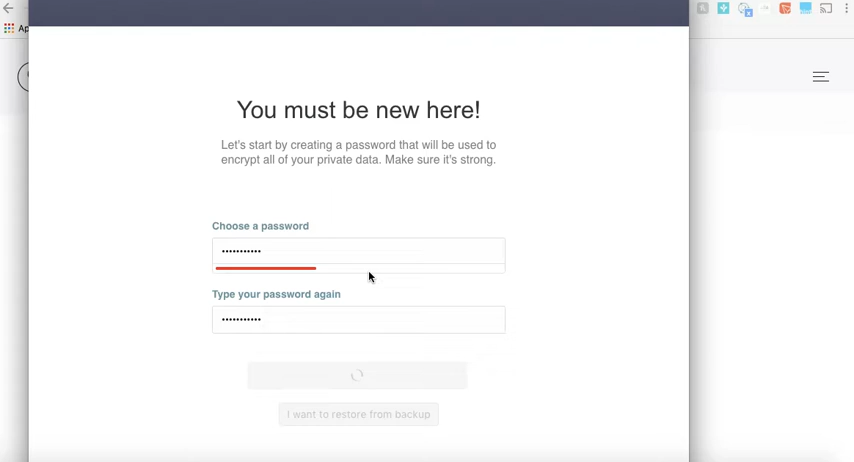 Ap
You must be new here!
Let's start by creating a password that will be used to
encrypt all of your private data. Make sure it's strong.
Choose a password
•••••••••••
Type your password again
•••••••••••
I want to restore from backup